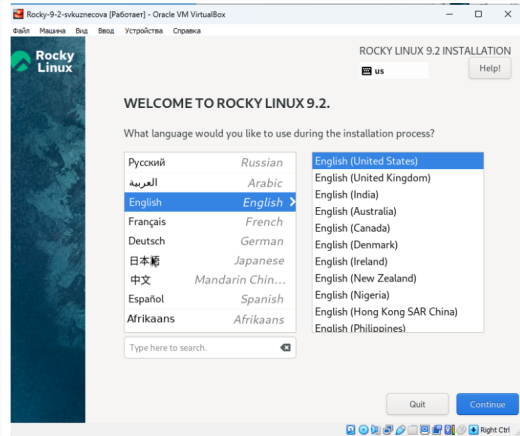 Rocky-9-2-svkuznecova [Работает] - Oracle VM VirtualBox
Файл Машина Вид Ввод Устройства Справка
Rocky Linux
ROCKY LINUX 9.2 INSTALLATION
us
Help!
WELCOME TO ROCKY LINUX 9.2.
What language would you like to use during the installation process?
Русский Russian
العربية Arabic
English English
Français French
Deutsch German
日本語 Japanese
中文 Mandarin Chin...
Español Spanish
Afrikaans Afrikaans
English (United States)
English (United Kingdom)
English (India)
English (Australia)
English (Canada)
English (Denmark)
English (Ireland)
English (New Zealand)
English (Nigeria)
English (Hong Kong SAR China)
English (Philippines)
Type here to search.
Quit
Continue
Right Ctrl